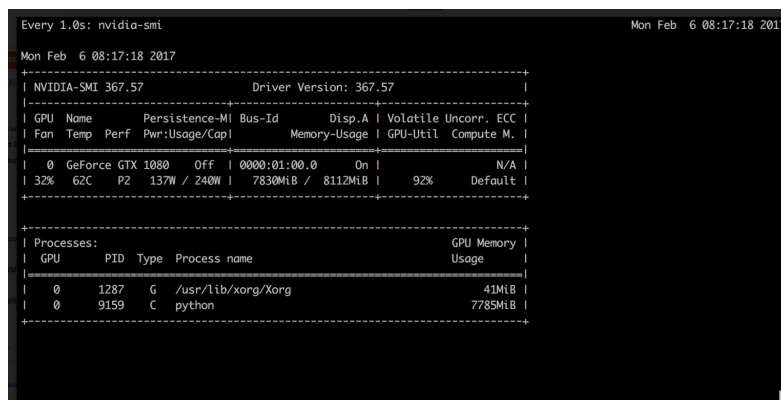 Every 1.0s: nvidia-smi Mon Feb  6 08:17:18 2017
Mon Feb  6 08:17:18 2017
+-----------------------------------------------------------------------------+
| NVIDIA-SMI 367.57                 Driver Version: 367.57                    |
|-------------------------------+----------------------+----------------------+
| GPU  Name        Persistence-M| Bus-Id        Disp.A | Volatile Uncorr. ECC |
| Fan  Temp  Perf  Pwr:Usage/Cap|         Memory-Usage | GPU-Util  Compute M. |
|===============================+======================+======================|
|   0  GeForce GTX 1080    Off  | 0000:01:00.0      On |                  N/A |
| 32%   62C    P2   137W / 240W |   7830MiB /  8112MiB |     92%      Default |
+-------------------------------+----------------------+----------------------+
+-----------------------------------------------------------------------------+
| Processes:                                                       GPU Memory |
|  GPU       PID  Type  Process name                               Usage      |
|=============================================================================|
|    0      1287    G   /usr/lib/xorg/Xorg                              41MiB |
|    0      9159    C   python                                        7785MiB |
+-----------------------------------------------------------------------------+